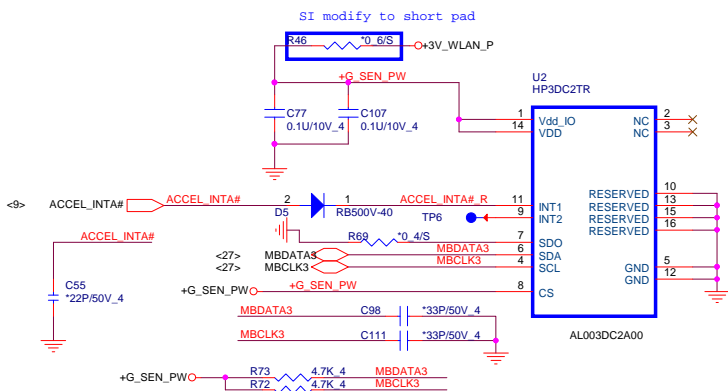 SI modify to short pad
R46 *0_6/S +3V_WLAN_P
+G_SEN_PW
U2
HP3DC2TR
C77
0.1U/10V_4
C107
0.1U/10V_4
1 Vdd_IO NC 2
14 VDD NC 3
RESERVED 10
RESERVED 13
RESERVED 15
RESERVED 16
<9> ACCEL_INTA# ACCEL_INTA# 2 1 ACCEL_INTA#_R 11 INT1
D5 RB500V-40 TP6 9 INT2
R69 *0_4/S 7 SDO
<27> MBDATA3 MBDATA3 6 SDA
<27> MBCLK3 MBCLK3 4 SCL
GND 5
GND 12
+G_SEN_PW +G_SEN_PW 8 CS
ACCEL_INTA#
C55
*22P/50V_4
MBDATA3 C98 *33P/50V_4
MBCLK3 C111 *33P/50V_4
AL003DC2A00
+G_SEN_PW R73 4.7K_4 MBDATA3
R72 4.7K_4 MBCLK3